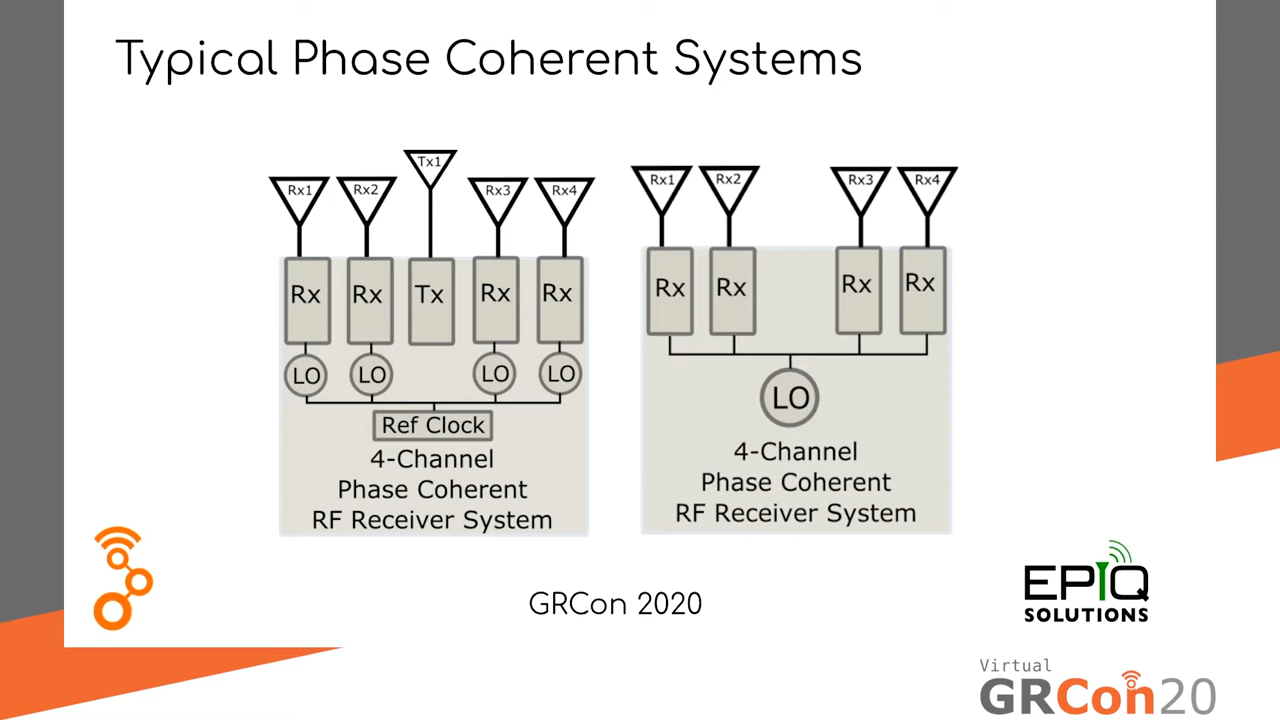 Typical Phase Coherent Systems
Tx1
Rx1 Rx2 Rx3 Rx4
Rx Rx Tx Rx Rx
LO LO LO LO
Ref Clock
4-Channel
Phase Coherent
RF Receiver System
Rx1 Rx2 Rx3 Rx4
Rx Rx Rx Rx
LO
4-Channel
Phase Coherent
RF Receiver System
GRCon 2020
EPIQ
SOLUTIONS
Virtual
GRCon20